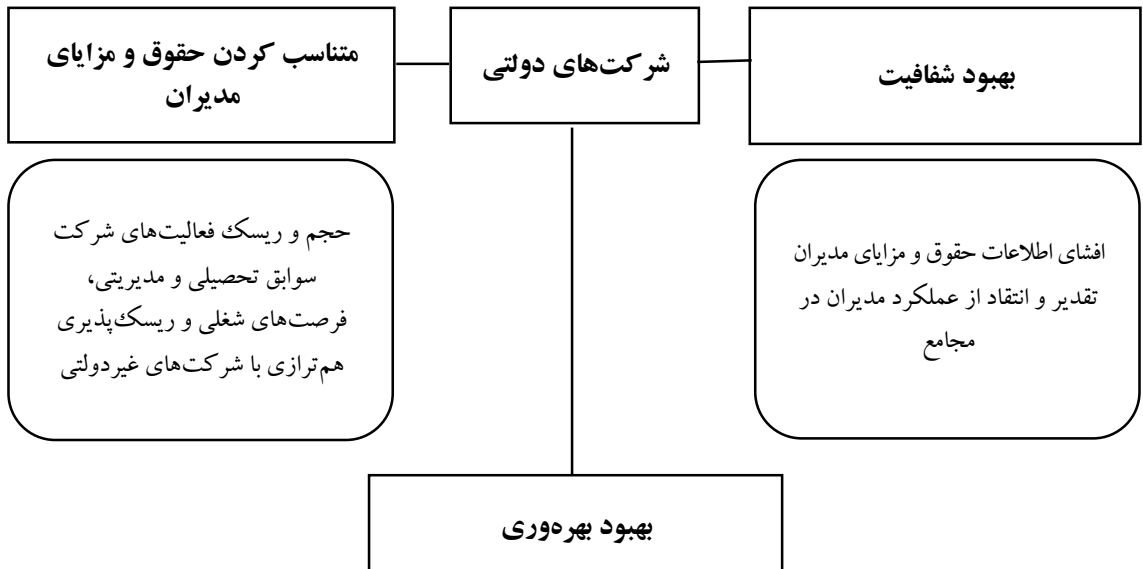 بهبود شفافیت
شرکت‌های دولتی
متناسب کردن حقوق و مزایای
مدیران
افشای اطلاعات حقوق و مزایای مدیران
تقدیر و انتقاد از عملکرد مدیران در
مجامع
حجم و ریسک فعالیت‌های شرکت
سوابق تحصیلی و مدیریتی،
فرصت‌های شغلی و ریسک‌پذیری
هم‌ترازی با شرکت‌های غیردولتی
بهبود بهره‌وری